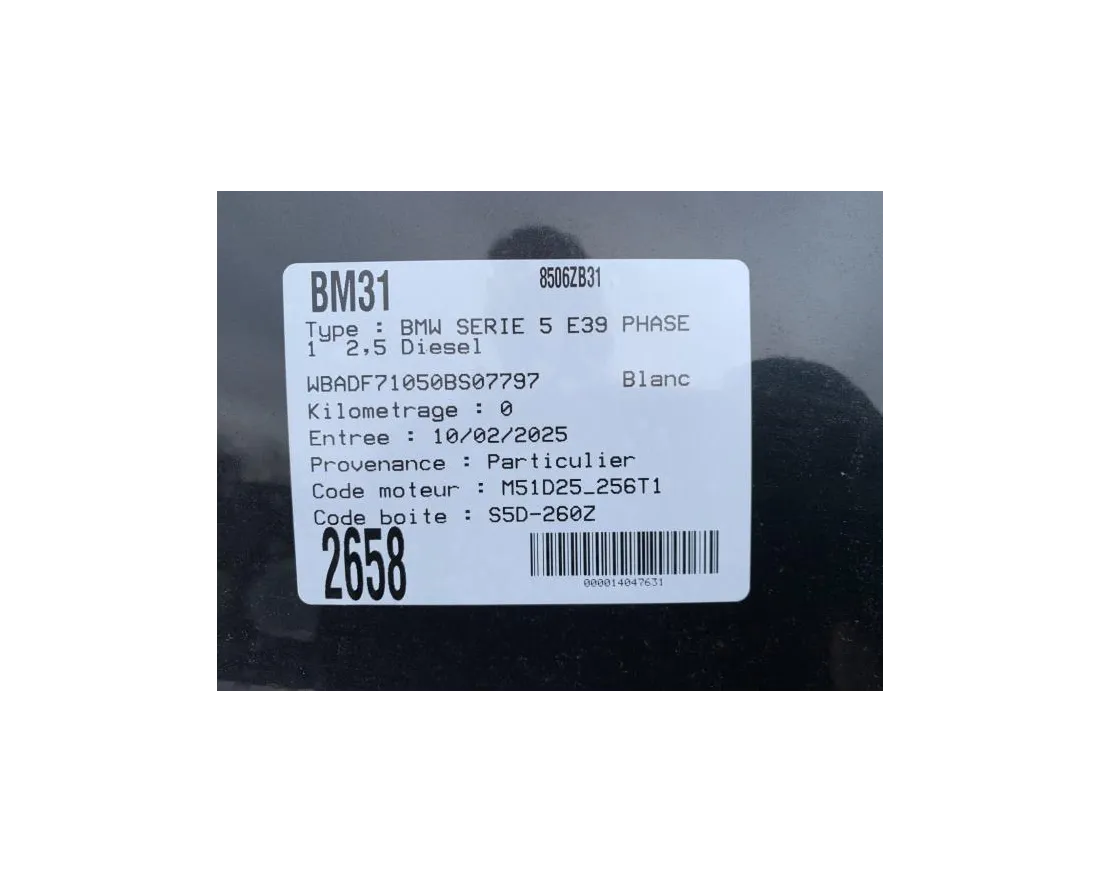 BM31
8506ZB31
Type : BMW SERIE 5 E39 PHASE
1 2,5 Diesel
WBADF71050BS07797 Blanc
Kilometrage : 0
Entree : 10/02/2025
Provenance : Particulier
Code moteur : M51D25_256T1
Code boite : S5D-260Z
2658
000014047631